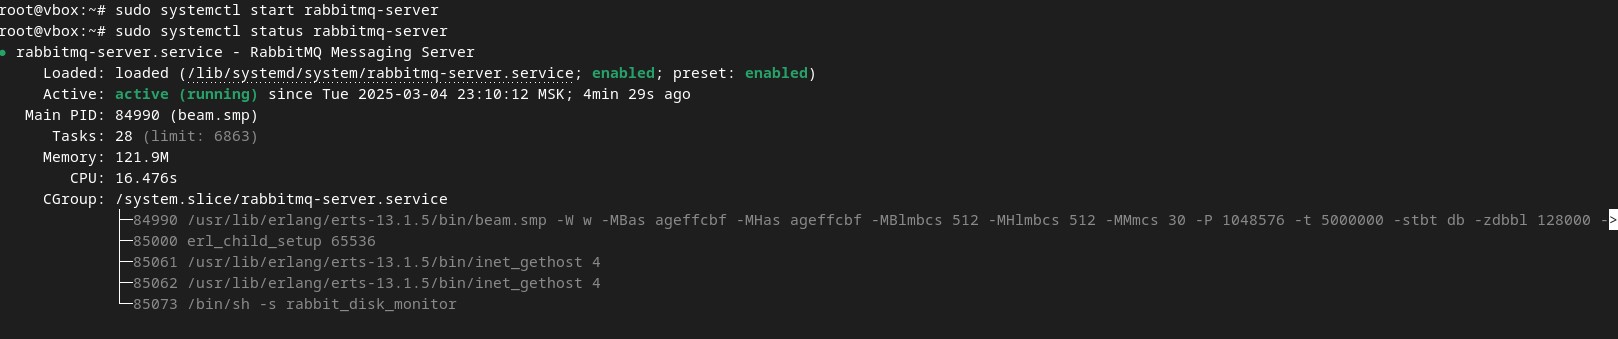 root@vbox:~# sudo systemctl start rabbitmq-server
root@vbox:~# sudo systemctl status rabbitmq-server
● rabbitmq-server.service - RabbitMQ Messaging Server
     Loaded: loaded (/lib/systemd/system/rabbitmq-server.service; enabled; preset: enabled)
     Active: active (running) since Tue 2025-03-04 23:10:12 MSK; 4min 29s ago
   Main PID: 84990 (beam.smp)
      Tasks: 28 (limit: 6863)
     Memory: 121.9M
        CPU: 16.476s
     CGroup: /system.slice/rabbitmq-server.service
             ├─84990 /usr/lib/erlang/erts-13.1.5/bin/beam.smp -W w -MBas ageffcbf -MHas ageffcbf -MBlmbcs 512 -MHlmbcs 512 -MMmcs 30 -P 1048576 -t 5000000 -stbt db -zdbbl 128000 ->
             ├─85000 erl_child_setup 65536
             ├─85061 /usr/lib/erlang/erts-13.1.5/bin/inet_gethost 4
             ├─85062 /usr/lib/erlang/erts-13.1.5/bin/inet_gethost 4
             └─85073 /bin/sh -s rabbit_disk_monitor